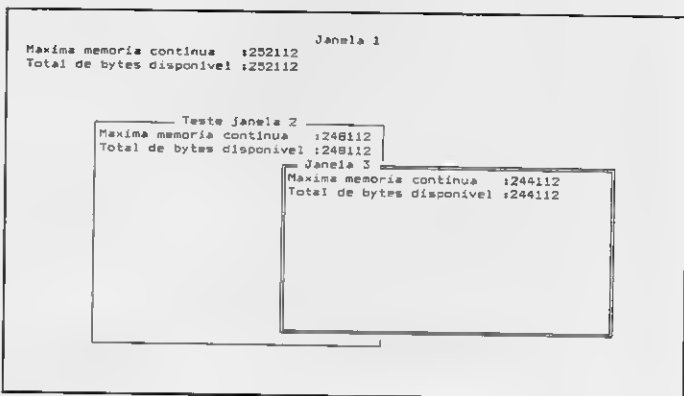 Janela 1
Maxima memoria continua :252112
Total de bytes disponivel :252112
Teste janela 2
Maxima memoria continua :248112
Total de bytes disponivel :248112
Janela 3
Maxima memoria continua :244112
Total de bytes disponivel :244112